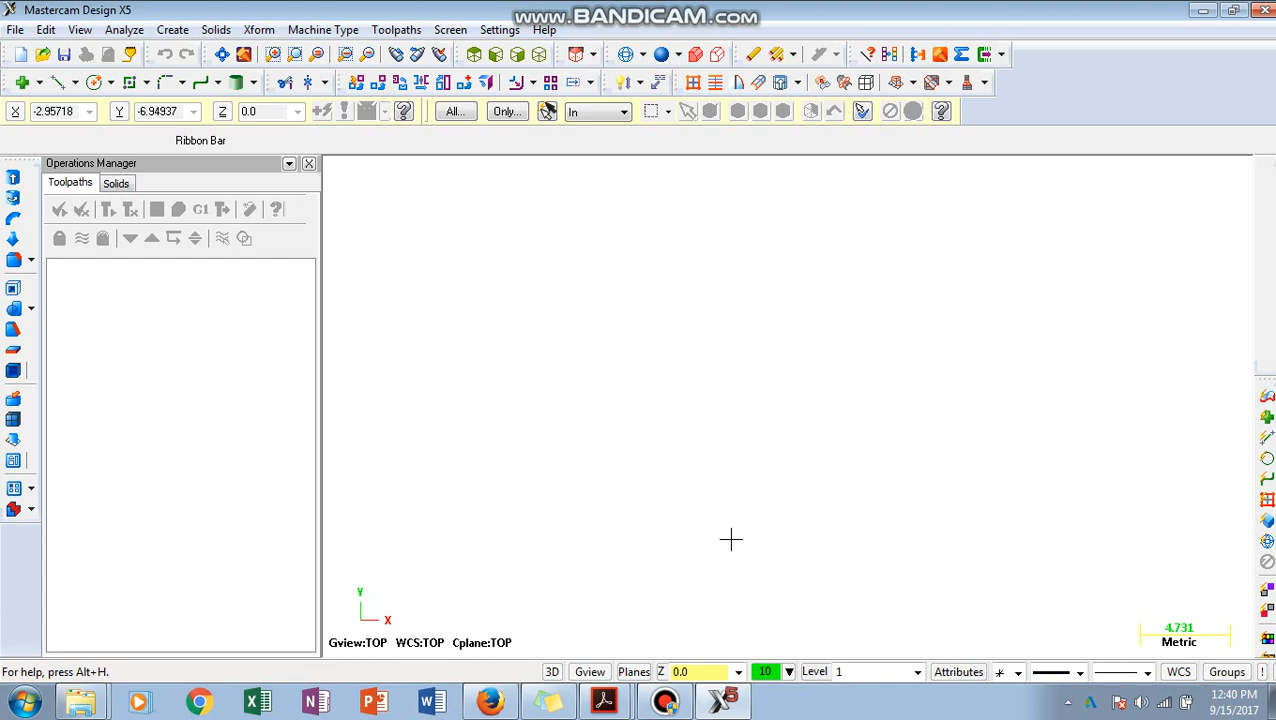 Mastercam Design X5
www.BANDICAM.com
File Edit View Analyze Create Solids Xform Machine Type Toolpaths Screen Settings Help
X -2.95718 Y -6.94937 Z 0.0 All... Only... In
Ribbon Bar
Operations Manager
Toolpaths Solids
G1
Y
X
Gview:TOP WCS:TOP Cplane:TOP
4.731
Metric
For help, press Alt+H.
3D Gview Planes Z 0.0 10 Level 1 Attributes WCS Groups !
12:40 PM
9/15/2017